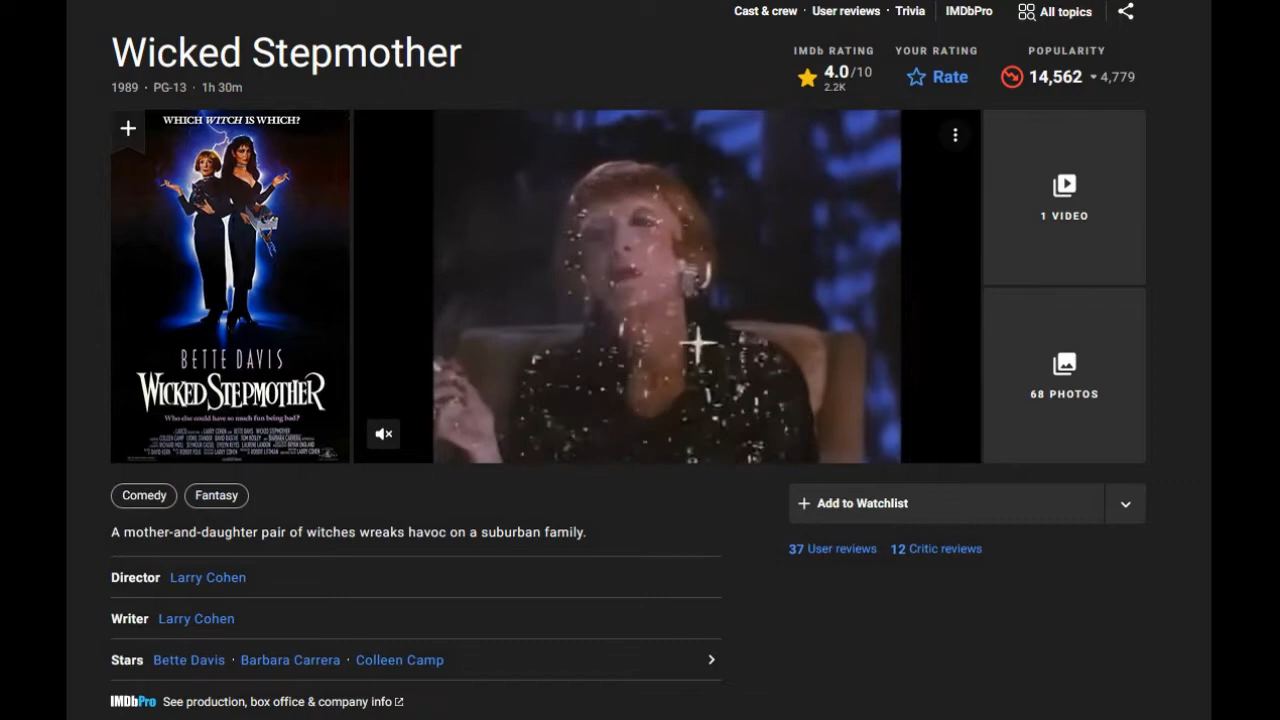 Cast & crew · User reviews · Trivia IMDbPro All topics
Wicked Stepmother
1989 · PG-13 · 1h 30m
IMDb RATING
4.0/10
2.2K
YOUR RATING
Rate
POPULARITY
14,562 4,779
WHICH WITCH IS WHICH?
BETTE DAVIS
WICKED STEPMOTHER
Who else could have so much fun being bad?
1 VIDEO
68 PHOTOS
Comedy Fantasy
A mother-and-daughter pair of witches wreaks havoc on a suburban family.
Director Larry Cohen
Writer Larry Cohen
Stars Bette Davis · Barbara Carrera · Colleen Camp
IMDbPro See production, box office & company info
+ Add to Watchlist
37 User reviews 12 Critic reviews